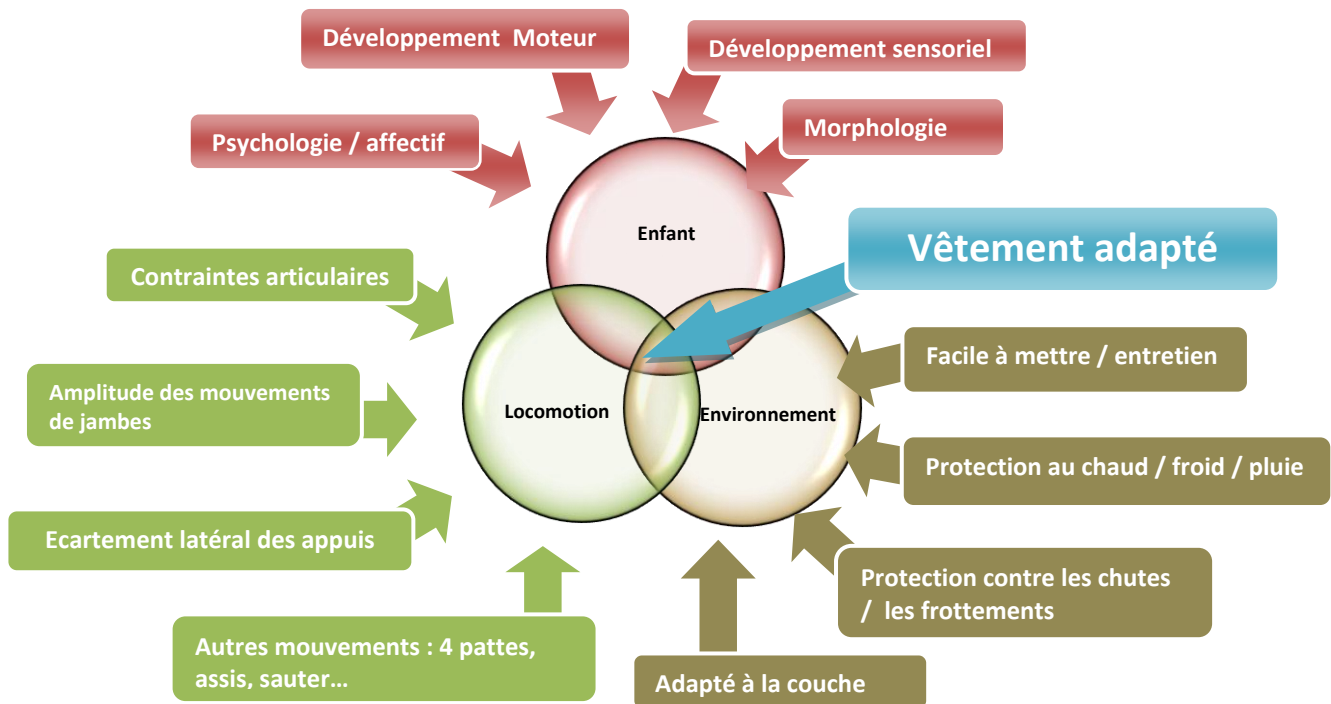 Développement Moteur
Développement sensoriel
Psychologie / affectif
Morphologie
Enfant
Vêtement adapté
Contraintes articulaires
Facile à mettre / entretien
Amplitude des mouvements
de jambes
Locomotion
Environnement
Protection au chaud / froid / pluie
Ecartement latéral des appuis
Protection contre les chutes
/ les frottements
Autres mouvements : 4 pattes,
assis, sauter…
Adapté à la couche